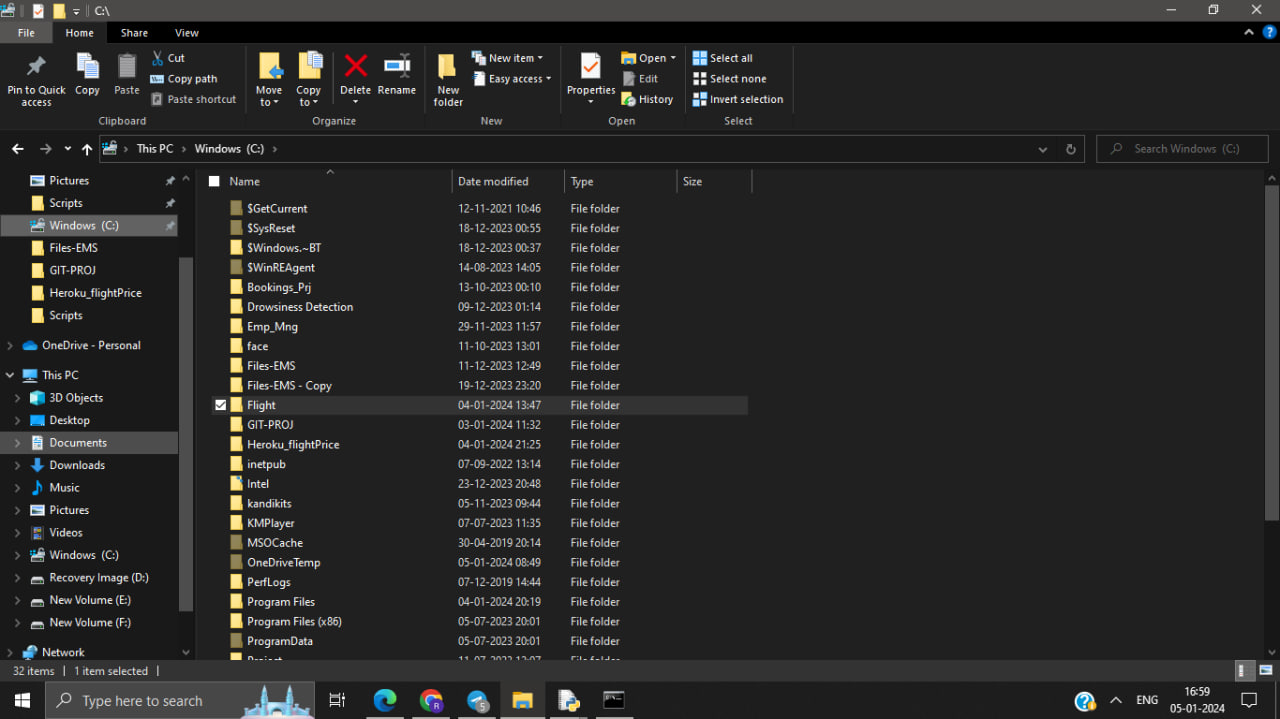 C:\
File Home Share View
Pin to Quick access
Copy
Paste
Cut
Copy path
Paste shortcut
Clipboard
Move to
Copy to
Delete
Rename
Organize
New folder
New item
Easy access
New
Properties
Open
Edit
History
Open
Select all
Select none
Invert selection
Select
This PC > Windows (C:) >
Search Windows (C:)
Pictures
Scripts
Windows (C:)
Files-EMS
GIT-PROJ
Heroku_flightPrice
Scripts
OneDrive - Personal
This PC
3D Objects
Desktop
Documents
Downloads
Music
Pictures
Videos
Windows (C:)
Recovery Image (D:)
New Volume (E:)
New Volume (F:)
Network
Name Date modified Type Size
$GetCurrent 12-11-2021 10:46 File folder
$SysReset 18-12-2023 00:55 File folder
$Windows.~BT 18-12-2023 00:37 File folder
$WinREAgent 14-08-2023 14:05 File folder
Bookings_Prj 13-10-2023 00:10 File folder
Drowsiness Detection 09-12-2023 01:14 File folder
Emp_Mng 29-11-2023 11:57 File folder
face 11-10-2023 13:01 File folder
Files-EMS 11-12-2023 12:49 File folder
Files-EMS - Copy 19-12-2023 23:20 File folder
Flight 04-01-2024 13:47 File folder
GIT-PROJ 03-01-2024 11:32 File folder
Heroku_flightPrice 04-01-2024 21:25 File folder
inetpub 07-09-2022 13:14 File folder
Intel 23-12-2023 20:48 File folder
kandikits 05-11-2023 09:44 File folder
KMPlayer 07-07-2023 11:35 File folder
MSOCache 30-04-2019 20:14 File folder
OneDriveTemp 05-01-2024 08:49 File folder
PerfLogs 07-12-2019 14:44 File folder
Program Files 04-01-2024 20:19 File folder
Program Files (x86) 05-07-2023 20:01 File folder
ProgramData 05-07-2023 20:01 File folder
32 items 1 item selected
Type here to search
5
ENG
16:59
05-01-2024